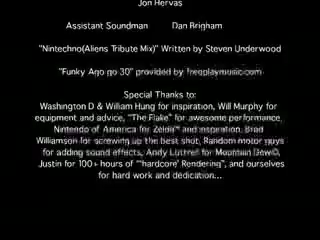 Jon Hervas
Assistant Soundman Dan Brigham
"Nintechno(Aliens Tribute Mix)" Written by Steven Underwood
"Funky Ago go 30" provided by freeplaymusic.com
Special Thanks to:
Washington D & William Hung for inspiration, Will Murphy for
equipment and advice, "The Flake" for awesome performance,
Nintendo of America for Zelda™ and inspiration, Brad
Williamson for screwing up the best shot, Random motor guys
for adding sound effects, Andy Luttrell for Mountain Dew©,
Justin for 100+ hours of "'hardcore' Rendering", and ourselves
for hard work and dedication...